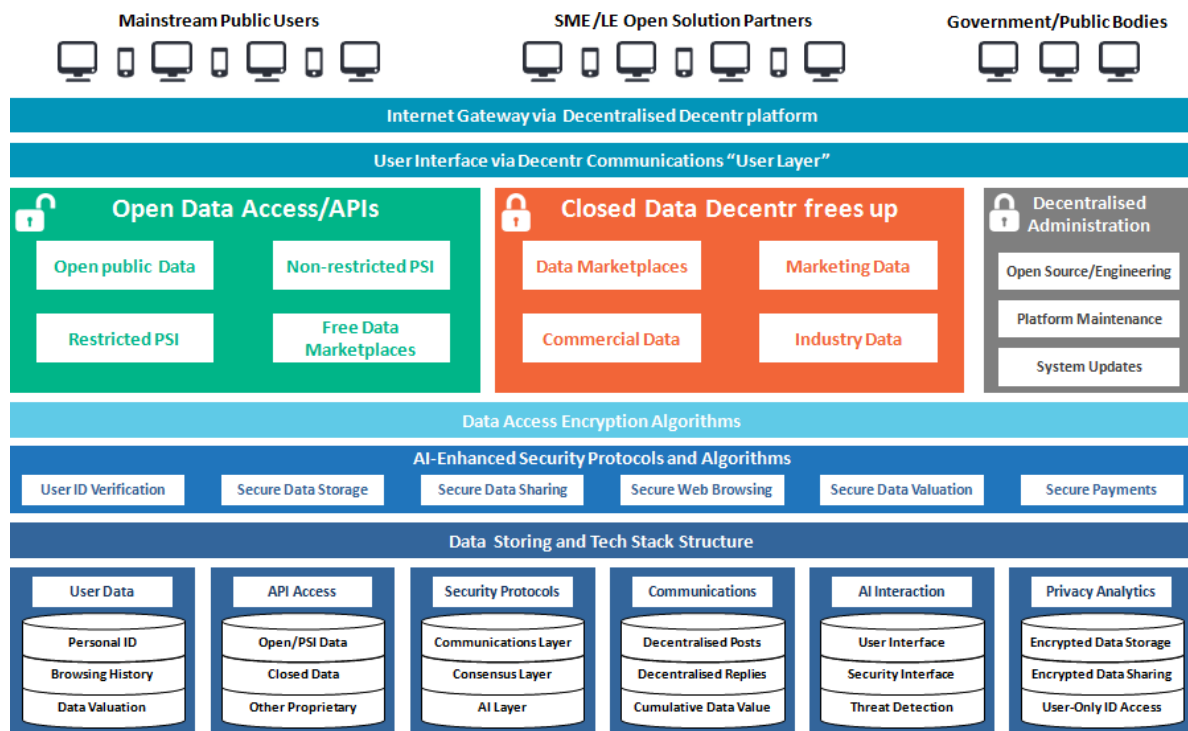 Mainstream Public Users
SME/LE Open Solution Partners
Government/Public Bodies
Internet Gateway via Decentralised Decentr platform
User Interface via Decentr Communications “User Layer”
Open Data Access/APIs
Open public Data
Non-restricted PSI
Restricted PSI
Free Data
Marketplaces
Closed Data Decentr frees up
Data Marketplaces
Marketing Data
Commercial Data
Industry Data
Decentralised
Administration
Open Source/Engineering
Platform Maintenance
System Updates
Data Access Encryption Algorithms
AI-Enhanced Security Protocols and Algorithms
User ID Verification
Secure Data Storage
Secure Data Sharing
Secure Web Browsing
Secure Data Valuation
Secure Payments
Data Storing and Tech Stack Structure
User Data
Personal ID
Browsing History
Data Valuation
API Access
Open/PSI Data
Closed Data
Other Proprietary
Security Protocols
Communications Layer
Consensus Layer
AI Layer
Communications
Decentralised Posts
Decentralised Replies
Cumulative Data Value
AI Interaction
User Interface
Security Interface
Threat Detection
Privacy Analytics
Encrypted Data Storage
Encrypted Data Sharing
User-Only ID Access